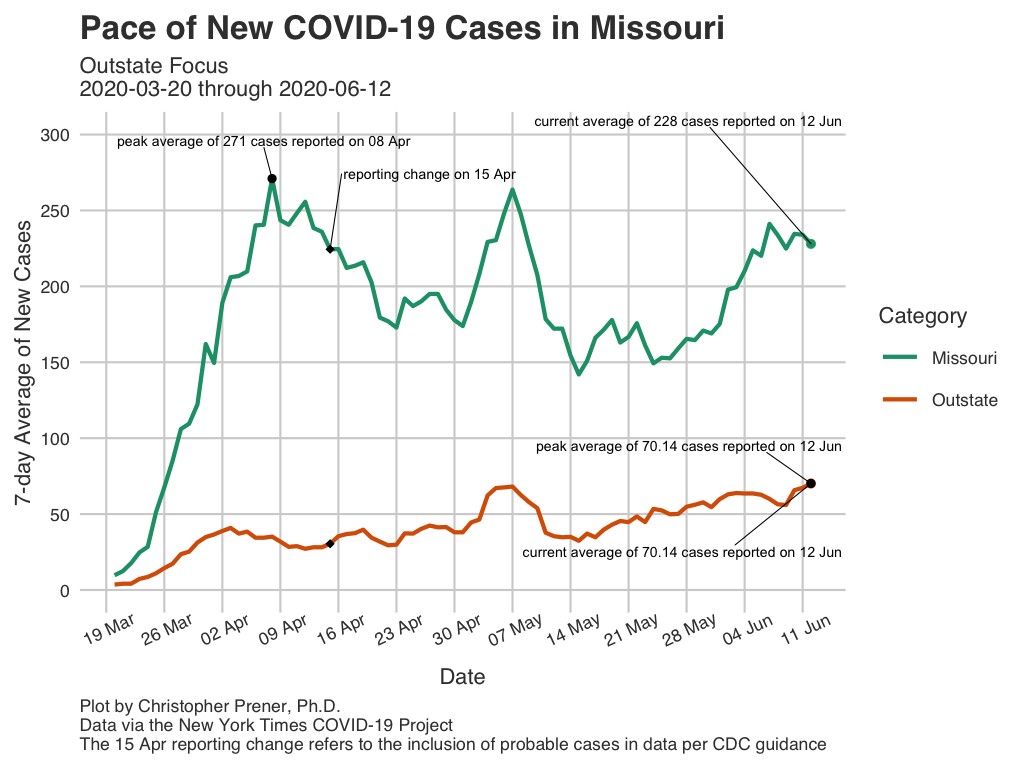 Pace of New COVID-19 Cases in Missouri
Outstate Focus
2020-03-20 through 2020-06-12
current average of 228 cases reported on 12 Jun
peak average of 271 cases reported on 08 Apr
reporting change on 15 Apr
peak average of 70.14 cases reported on 12 Jun
current average of 70.14 cases reported on 12 Jun
7-day Average of New Cases
300
250
200
150
100
50
0
19 Mar
26 Mar
02 Apr
09 Apr
16 Apr
23 Apr
30 Apr
07 May
14 May
21 May
28 May
04 Jun
11 Jun
Date
Category
Missouri
Outstate
Plot by Christopher Prener, Ph.D.
Data via the New York Times COVID-19 Project
The 15 Apr reporting change refers to the inclusion of probable cases in data per CDC guidance